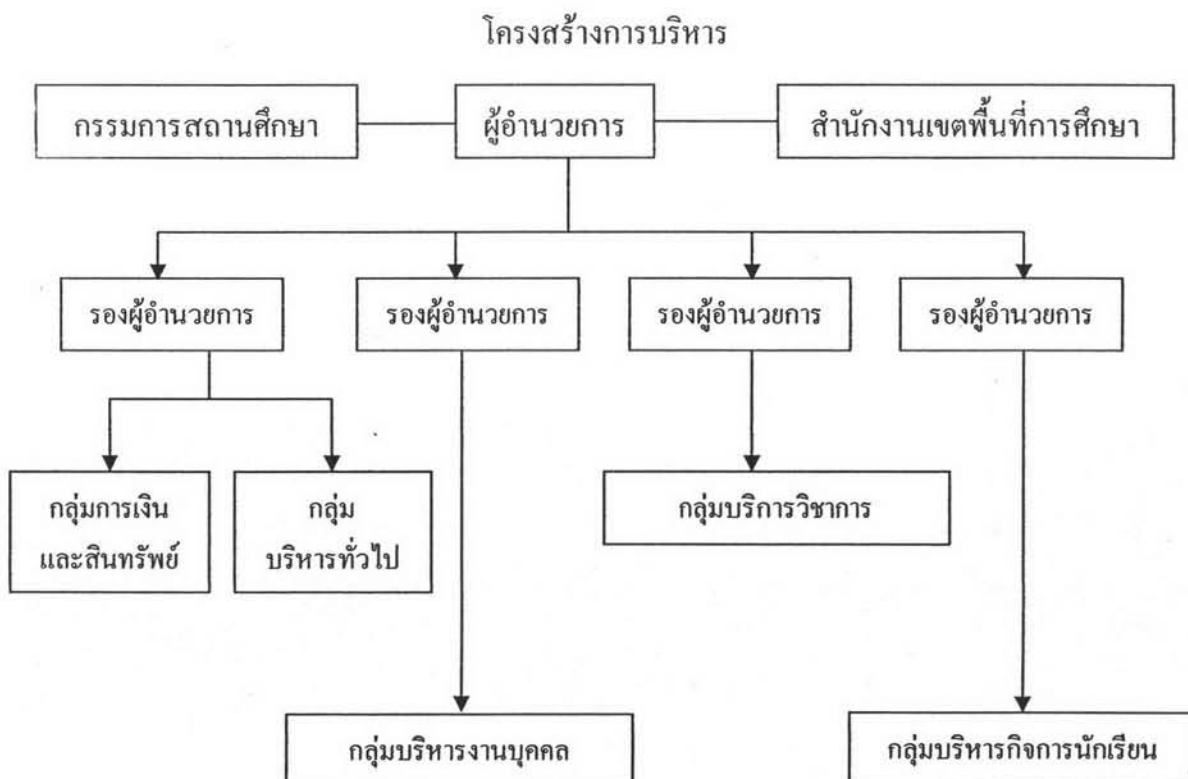 โครงสร้างการบริหาร
กรรมการสถานศึกษา
ผู้อำนวยการ
สำนักงานเขตพื้นที่การศึกษา
รองผู้อำนวยการ
รองผู้อำนวยการ
รองผู้อำนวยการ
รองผู้อำนวยการ
กลุ่มการเงิน
และสินทรัพย์
กลุ่ม
บริหารทั่วไป
กลุ่มบริการวิชาการ
กลุ่มบริหารงานบุคคล
กลุ่มบริหารกิจการนักเรียน